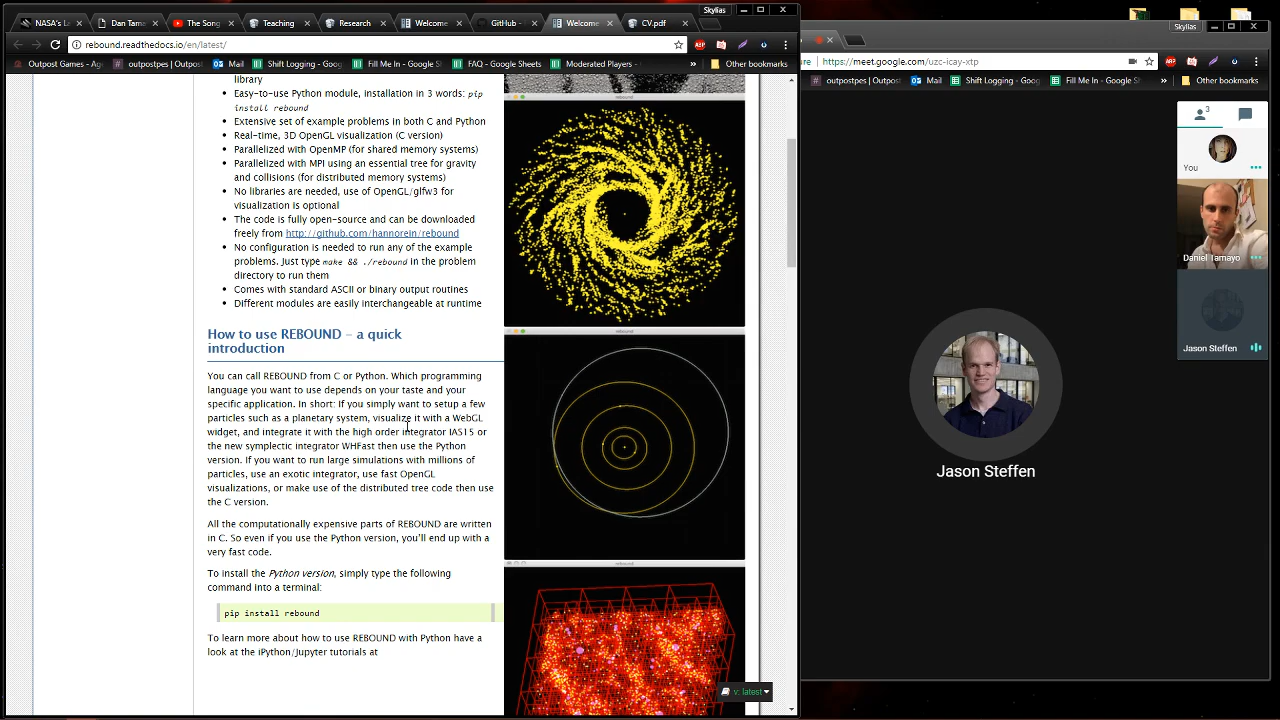 NASA's L
Dan Tama
The Song
Teaching
Research
Welcome
GitHub -
Welcome
CV.pdf
Skylias
rebound.readthedocs.io/en/latest/
Outpost Games - Ag
outpostpes | Outpo
Mail
Shift Logging - Goog
Fill Me In - Google S
FAQ - Google Sheets
Moderated Players -
»
Other bookmarks
library
• Easy-to-use Python module, installation in 3 words: pip
install rebound
• Extensive set of example problems in both C and Python
• Real-time, 3D OpenGL visualization (C version)
• Parallelized with OpenMP (for shared memory systems)
• Parallelized with MPI using an essential tree for gravity
and collisions (for distributed memory systems)
• No libraries are needed, use of OpenGL/glfw3 for
visualization is optional
• The code is fully open-source and can be downloaded
freely from http://github.com/hannorein/rebound
• No configuration is needed to run any of the example
problems. Just type make && ./rebound in the problem
directory to run them
• Comes with standard ASCII or binary output routines
• Different modules are easily interchangeable at runtime
How to use REBOUND – a quick
introduction
You can call REBOUND from C or Python. Which programming
language you want to use depends on your taste and your
specific application. In short: If you simply want to setup a few
particles such as a planetary system, visualize it with a WebGL
widget, and integrate it with the high order integrator IAS15 or
the new symplectic integrator WHFast then use the Python
version. If you want to run large simulations with millions of
particles, use an exotic integrator, use fast OpenGL
visualizations, or make use of the distributed tree code then use
the C version.
All the computationally expensive parts of REBOUND are written
in C. So even if you use the Python version, you'll end up with a
very fast code.
To install the Python version, simply type the following
command into a terminal:
pip install rebound
To learn more about how to use REBOUND with Python have a
look at the iPython/Jupyter tutorials at
rebound
rebound
v: latest
Skylias
https://meet.google.com/uzc-icay-xtp
outpostpes | Outpos
Mail
Shift Logging - Goog
Fill Me In - Google S
»
Other bookmarks
3
You
Daniel Tamayo
Jason Steffen
Jason Steffen